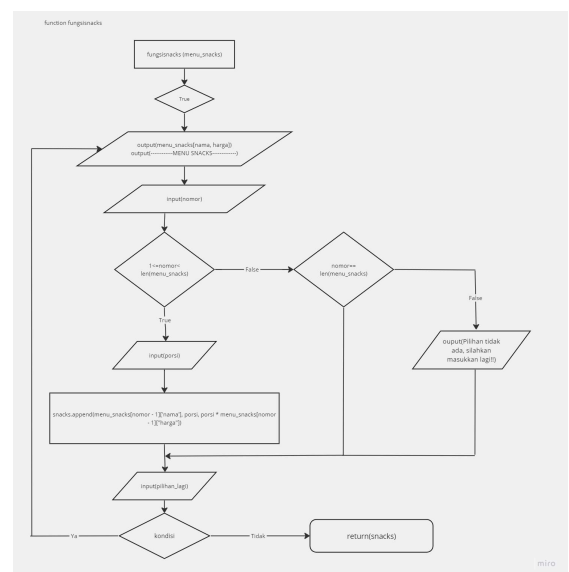 function fungsisnacks
fungsisnacks (menu_snacks)
True
output(menu_snacks[nama, harga])
output(-----------MENU SNACKS------------)
input(nomor)
1<=nomor<
len(menu_snacks)
False
nomor==
len(menu_snacks)
False
True
ouput(Pilihan tidak
ada, silahkan
masukkan lagi!!)
input(porsi)
snacks.append(menu_snacks[nomor - 1]['nama'], porsi, porsi * menu_snacks[nomor
- 1]["harga"])
input(pilihan_lagi)
Ya
kondisi
Tidak
return(snacks)
miro